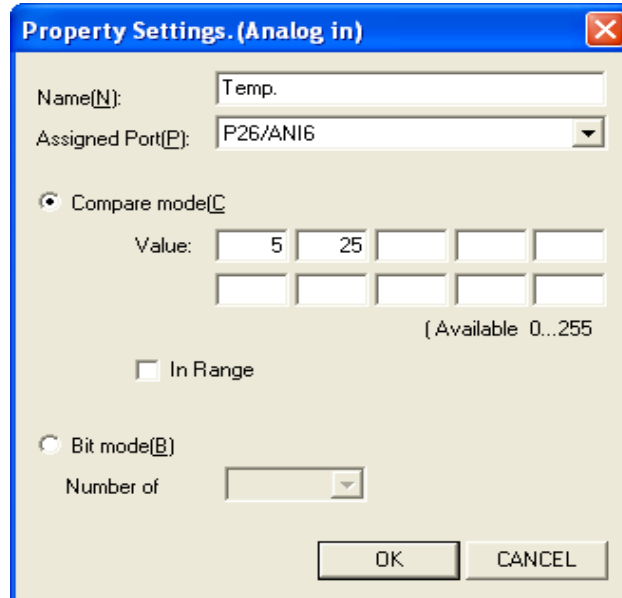 Property Settings.(Analog in)
Name(N): Temp.
Assigned Port(P): P26/ANI6
Compare mode(C
Value: 5 25
( Available 0...255
In Range
Bit mode(B)
Number of
OK CANCEL